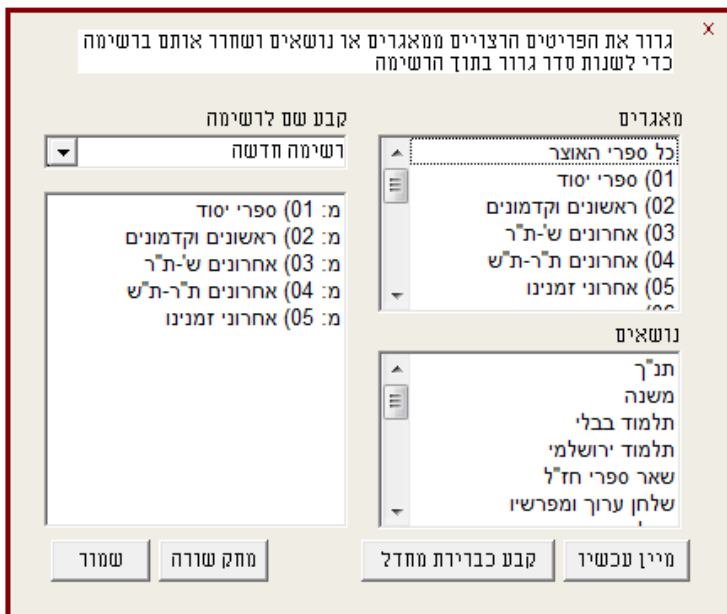 גרור את הפריטים הרצויים ממאגרים או נושאים ושחרר אותם ברשימה
כדי לשנות סדר גרור בתוך הרשימה
x
מאגרים
כל ספרי האוצר
01) ספרי יסוד
02) ראשונים וקדמונים
03) אחרונים ש'-ת"ר
04) אחרונים ת"ר-ת"ש
05) אחרוני זמנינו
נושאים
תנ"ך
משנה
תלמוד בבלי
תלמוד ירושלמי
שאר ספרי חז"ל
שלחן ערוך ומפרשיו
קבע שם לרשימה
רשימה חדשה
מ: 01) ספרי יסוד
מ: 02) ראשונים וקדמונים
מ: 03) אחרונים ש'-ת"ר
מ: 04) אחרונים ת"ר-ת"ש
מ: 05) אחרוני זמנינו
מיין עכשיו
קבע כברירת מחדל
מחק שורה
שמור